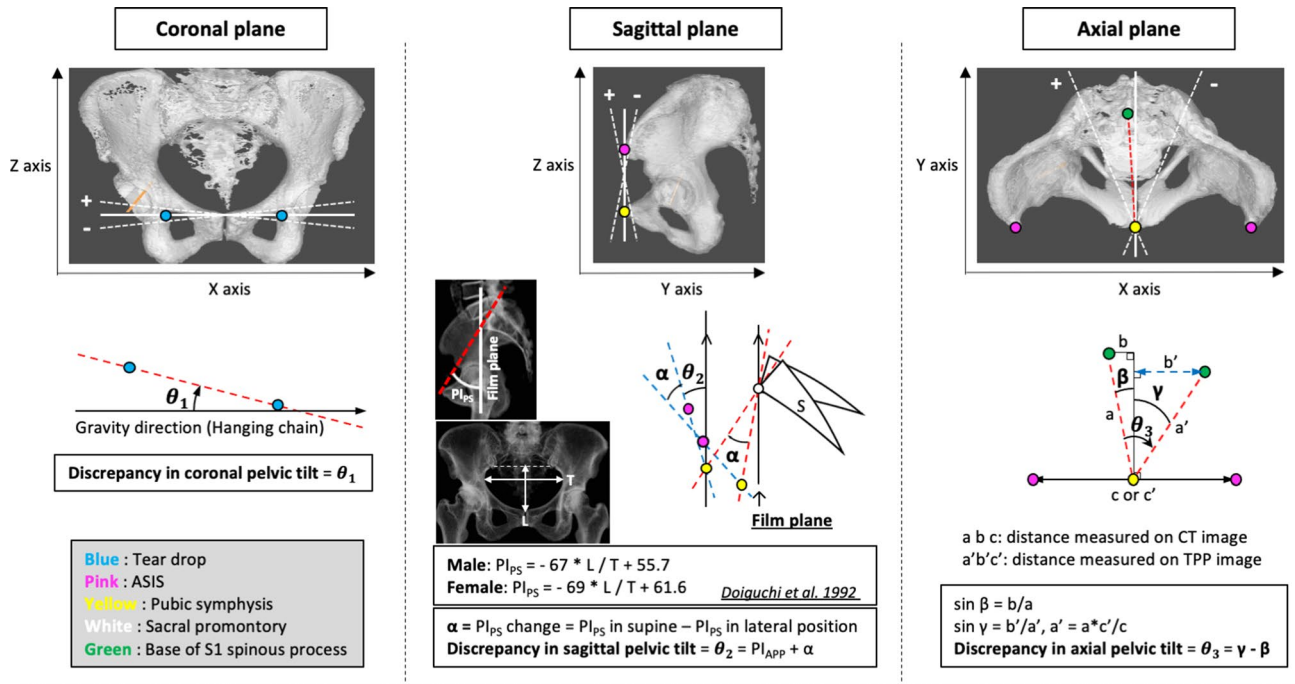 Coronal plane
Z axis
+
-
X axis
θ1
Gravity direction (Hanging chain)
Discrepancy in coronal pelvic tilt = θ1
Blue : Tear drop
Pink : ASIS
Yellow : Pubic symphysis
White : Sacral promontory
Green : Base of S1 spinous process
Sagittal plane
+ -
Z axis
Y axis
PIPS
Film plane
T
L
α θ2
S
α
Film plane
Male: PIPS = - 67 * L / T + 55.7
Female: PIPS = - 69 * L / T + 61.6
Doiguchi et al. 1992
α = PIPS change = PIPS in supine – PIPS in lateral position
Discrepancy in sagittal pelvic tilt = θ2 = PIAPP + α
Axial plane
+ -
Y axis
X axis
b
b'
β
γ
a
θ3
a'
c or c'
a b c: distance measured on CT image
a'b'c': distance measured on TPP image
sin β = b/a
sin γ = b'/a', a' = a*c'/c
Discrepancy in axial pelvic tilt = θ3 = γ - β